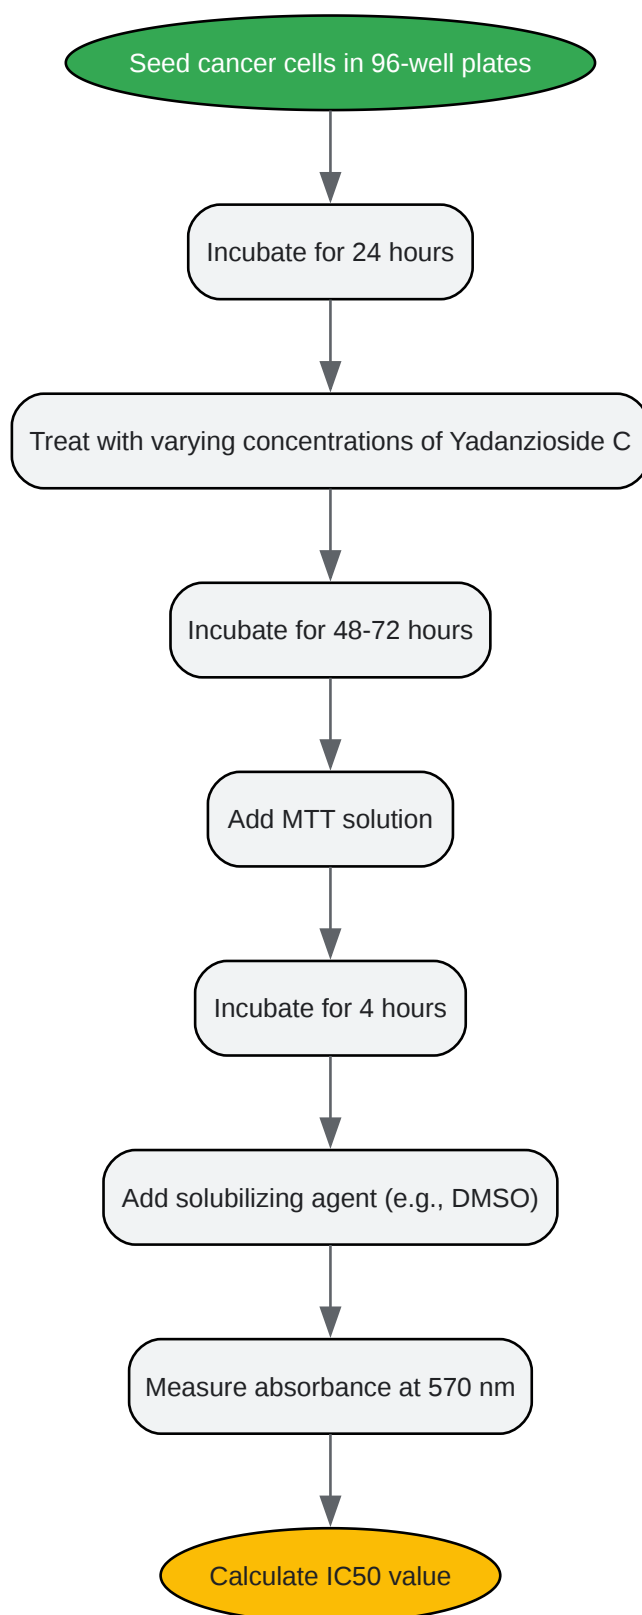 Seed cancer cells in 96-well plates
Incubate for 24 hours
Treat with varying concentrations of Yadanzioside C
Incubate for 48-72 hours
Add MTT solution
Incubate for 4 hours
Add solubilizing agent (e.g., DMSO)
Measure absorbance at 570 nm
Calculate IC50 value